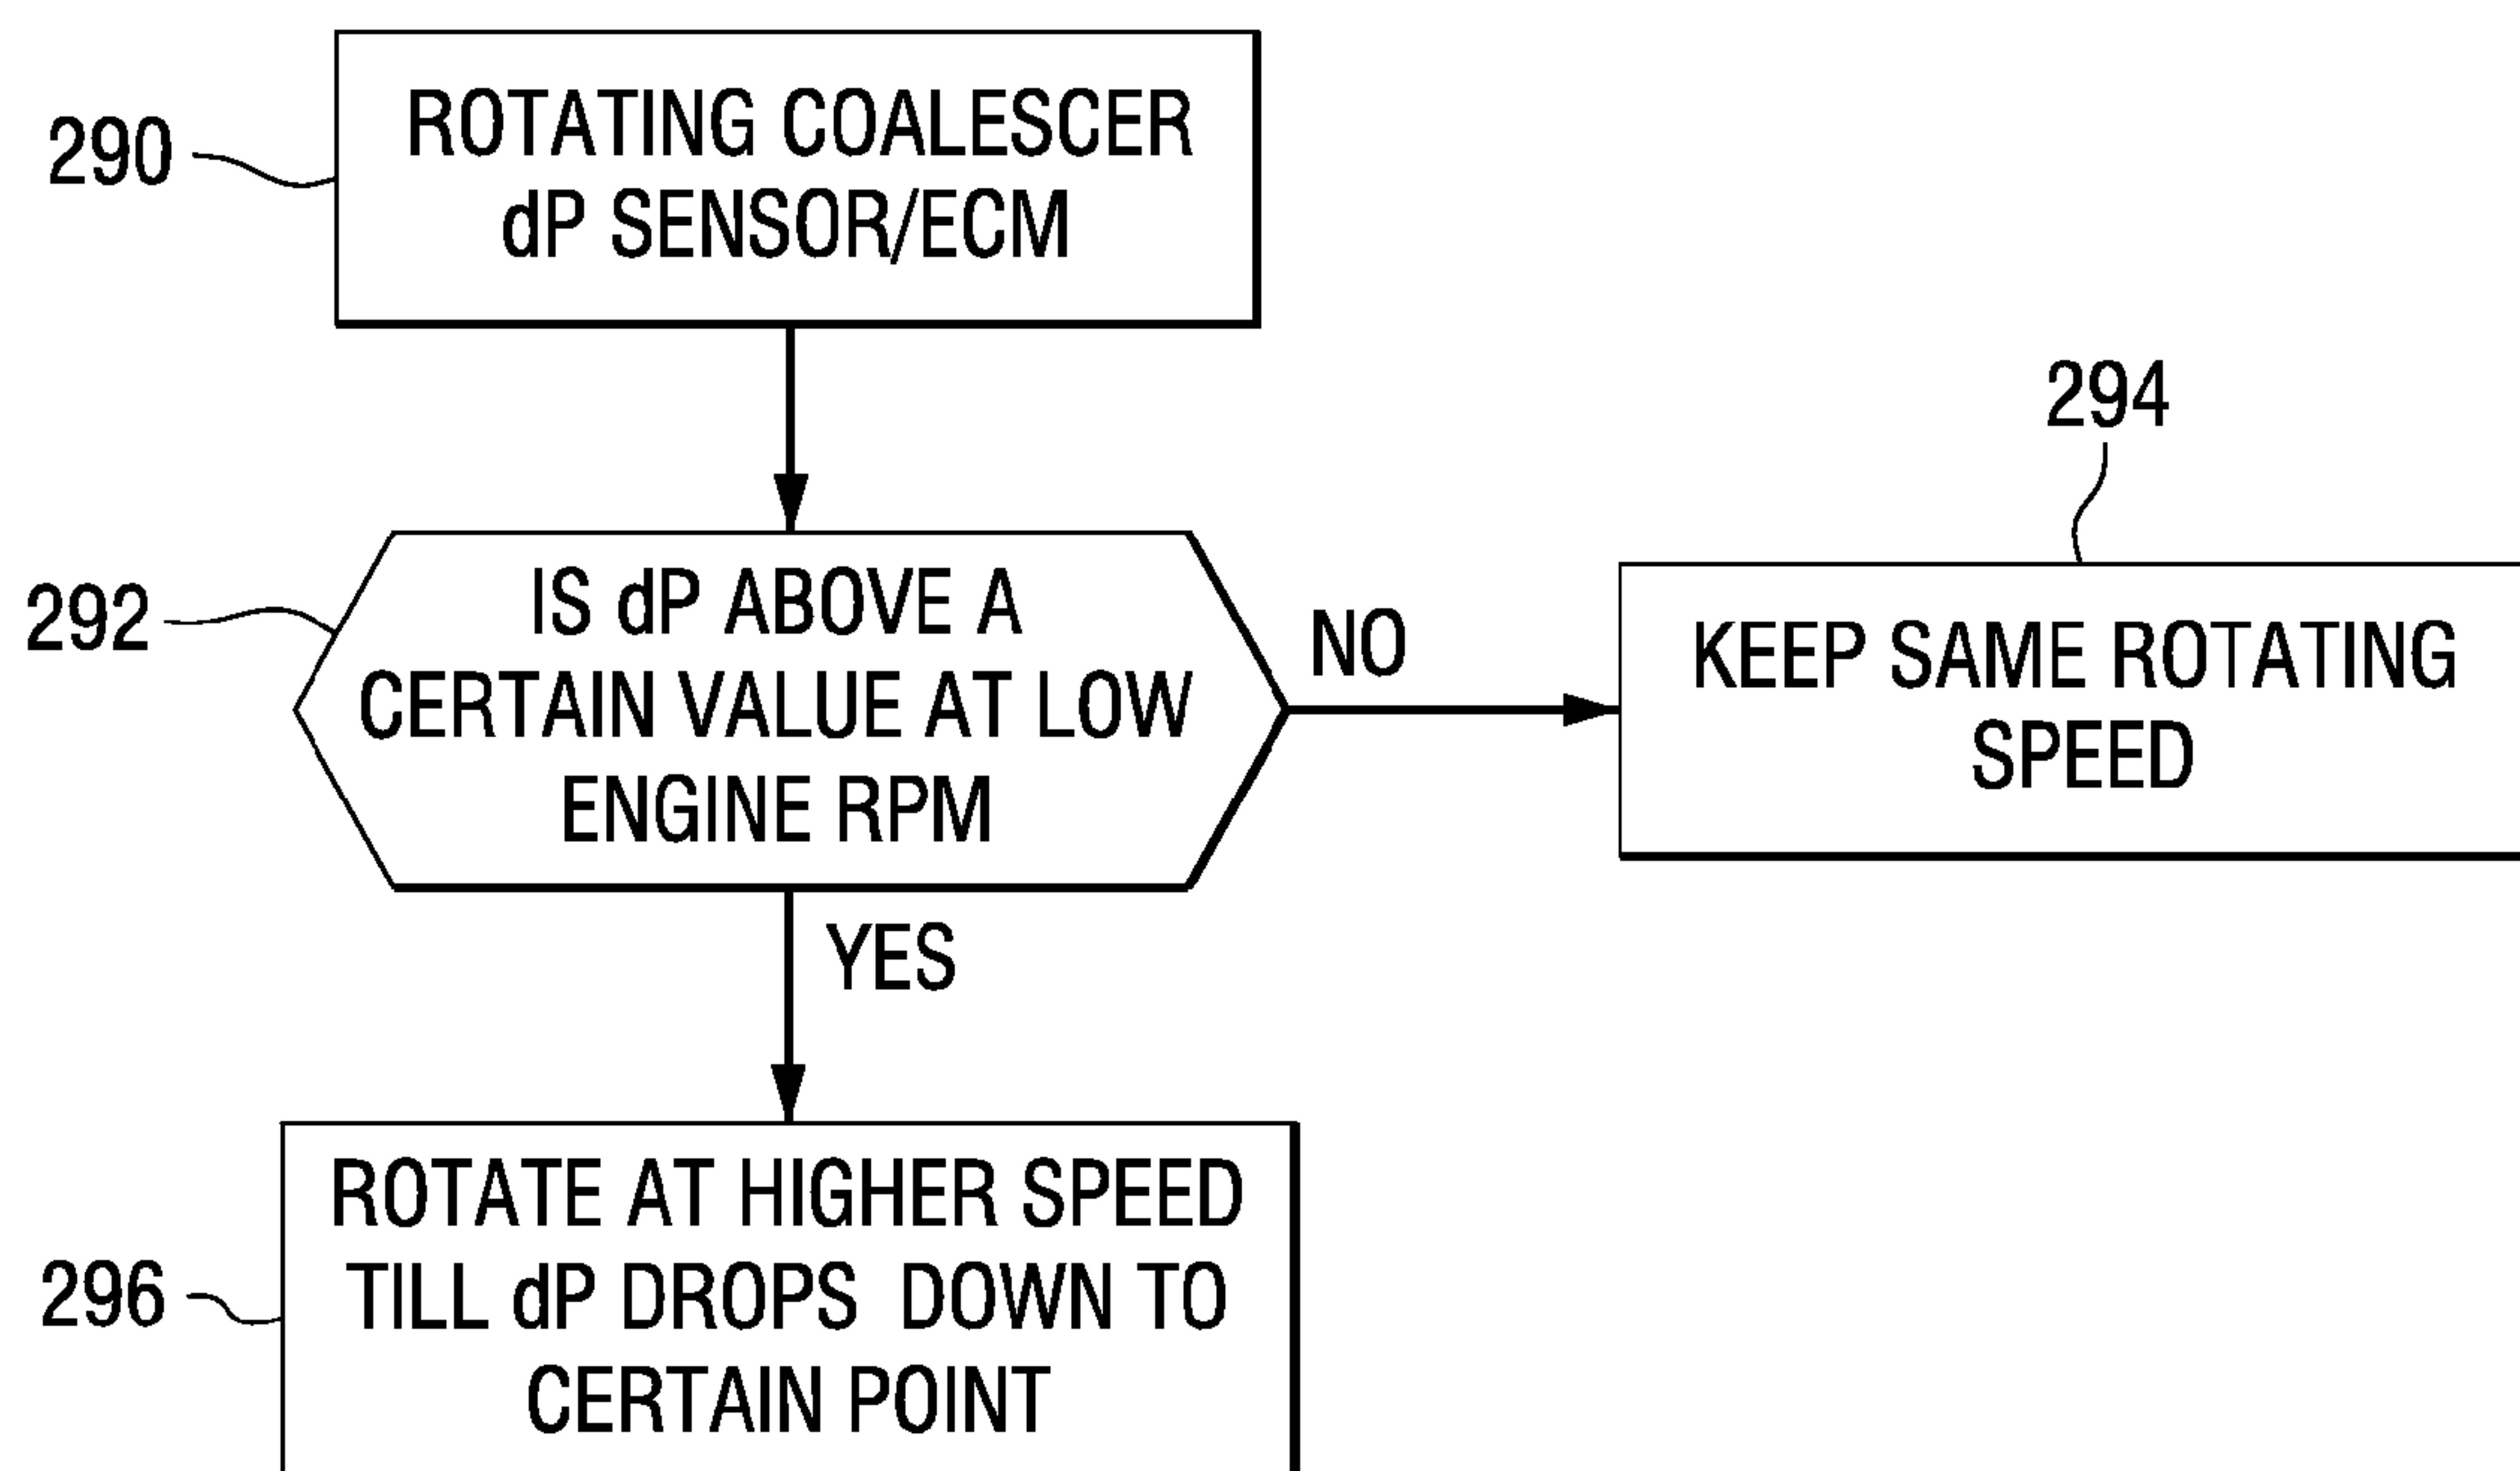 290
ROTATING COALESCER
dP SENSOR/ECM
292
IS dP ABOVE A
CERTAIN VALUE AT LOW
ENGINE RPM
NO
294
KEEP SAME ROTATING
SPEED
YES
296
ROTATE AT HIGHER SPEED
TILL dP DROPS DOWN TO
CERTAIN POINT